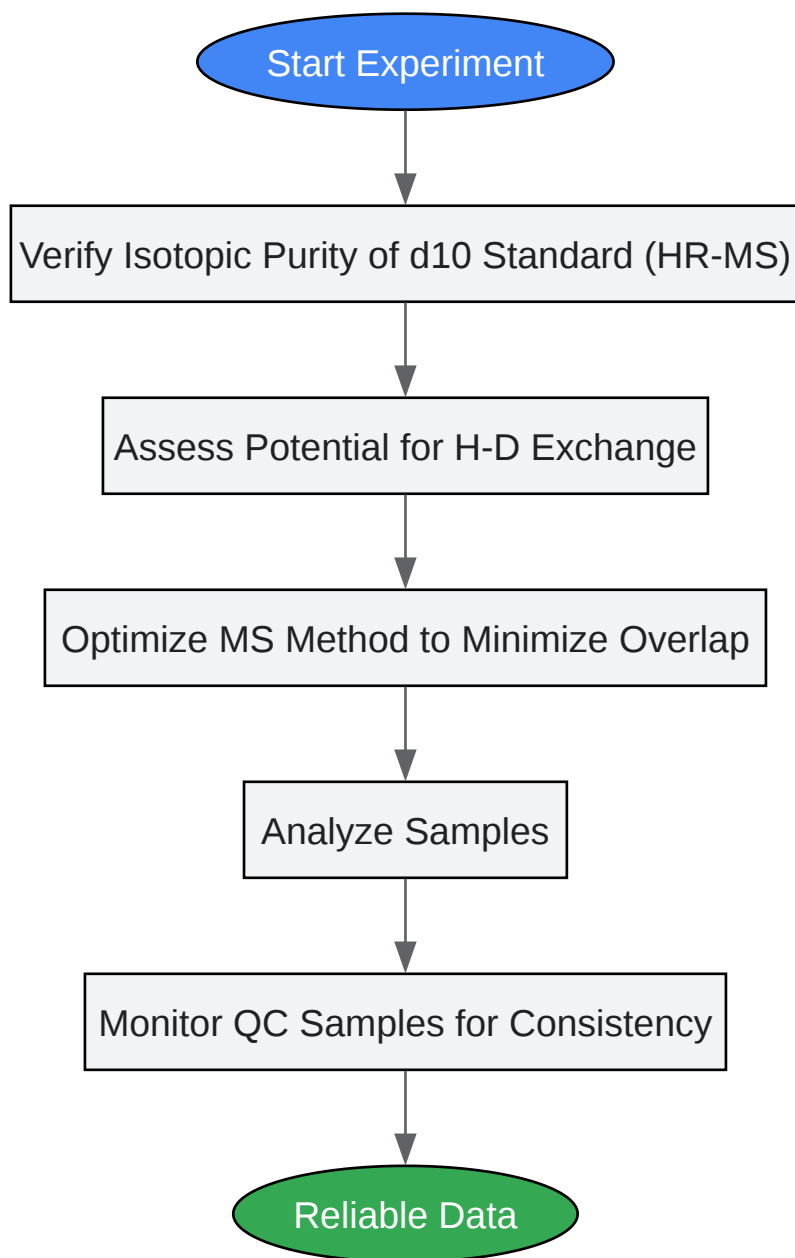 Start Experiment
Verify Isotopic Purity of d10 Standard (HR-MS)
Assess Potential for H-D Exchange
Optimize MS Method to Minimize Overlap
Analyze Samples
Monitor QC Samples for Consistency
Reliable Data